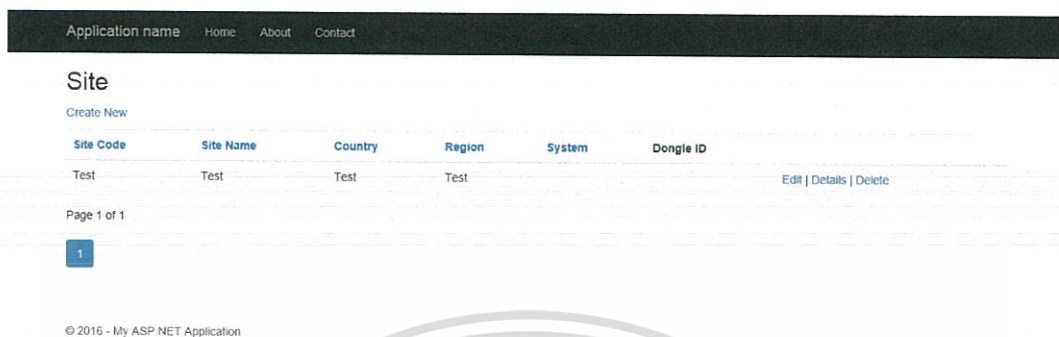 Application name Home About Contact
Site
Create New
Site Code Site Name Country Region System Dongle ID
Test Test Test Test Edit | Details | Delete
Page 1 of 1
1
© 2016 - My ASP.NET Application